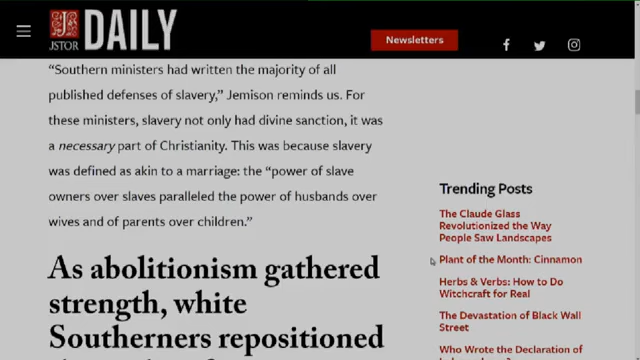 JSTOR
DAILY
Newsletters
“Southern ministers had written the majority of all
published defenses of slavery,” Jemison reminds us. For
these ministers, slavery not only had divine sanction, it was
a necessary part of Christianity. This was because slavery
was defined as akin to a marriage: the “power of slave
owners over slaves paralleled the power of husbands over
wives and of parents over children.”
As abolitionism gathered
strength, white
Southerners repositioned
Trending Posts
The Claude Glass
Revolutionized the Way
People Saw Landscapes
Plant of the Month: Cinnamon
Herbs & Verbs: How to Do
Witchcraft for Real
The Devastation of Black Wall
Street
Who Wrote the Declaration of